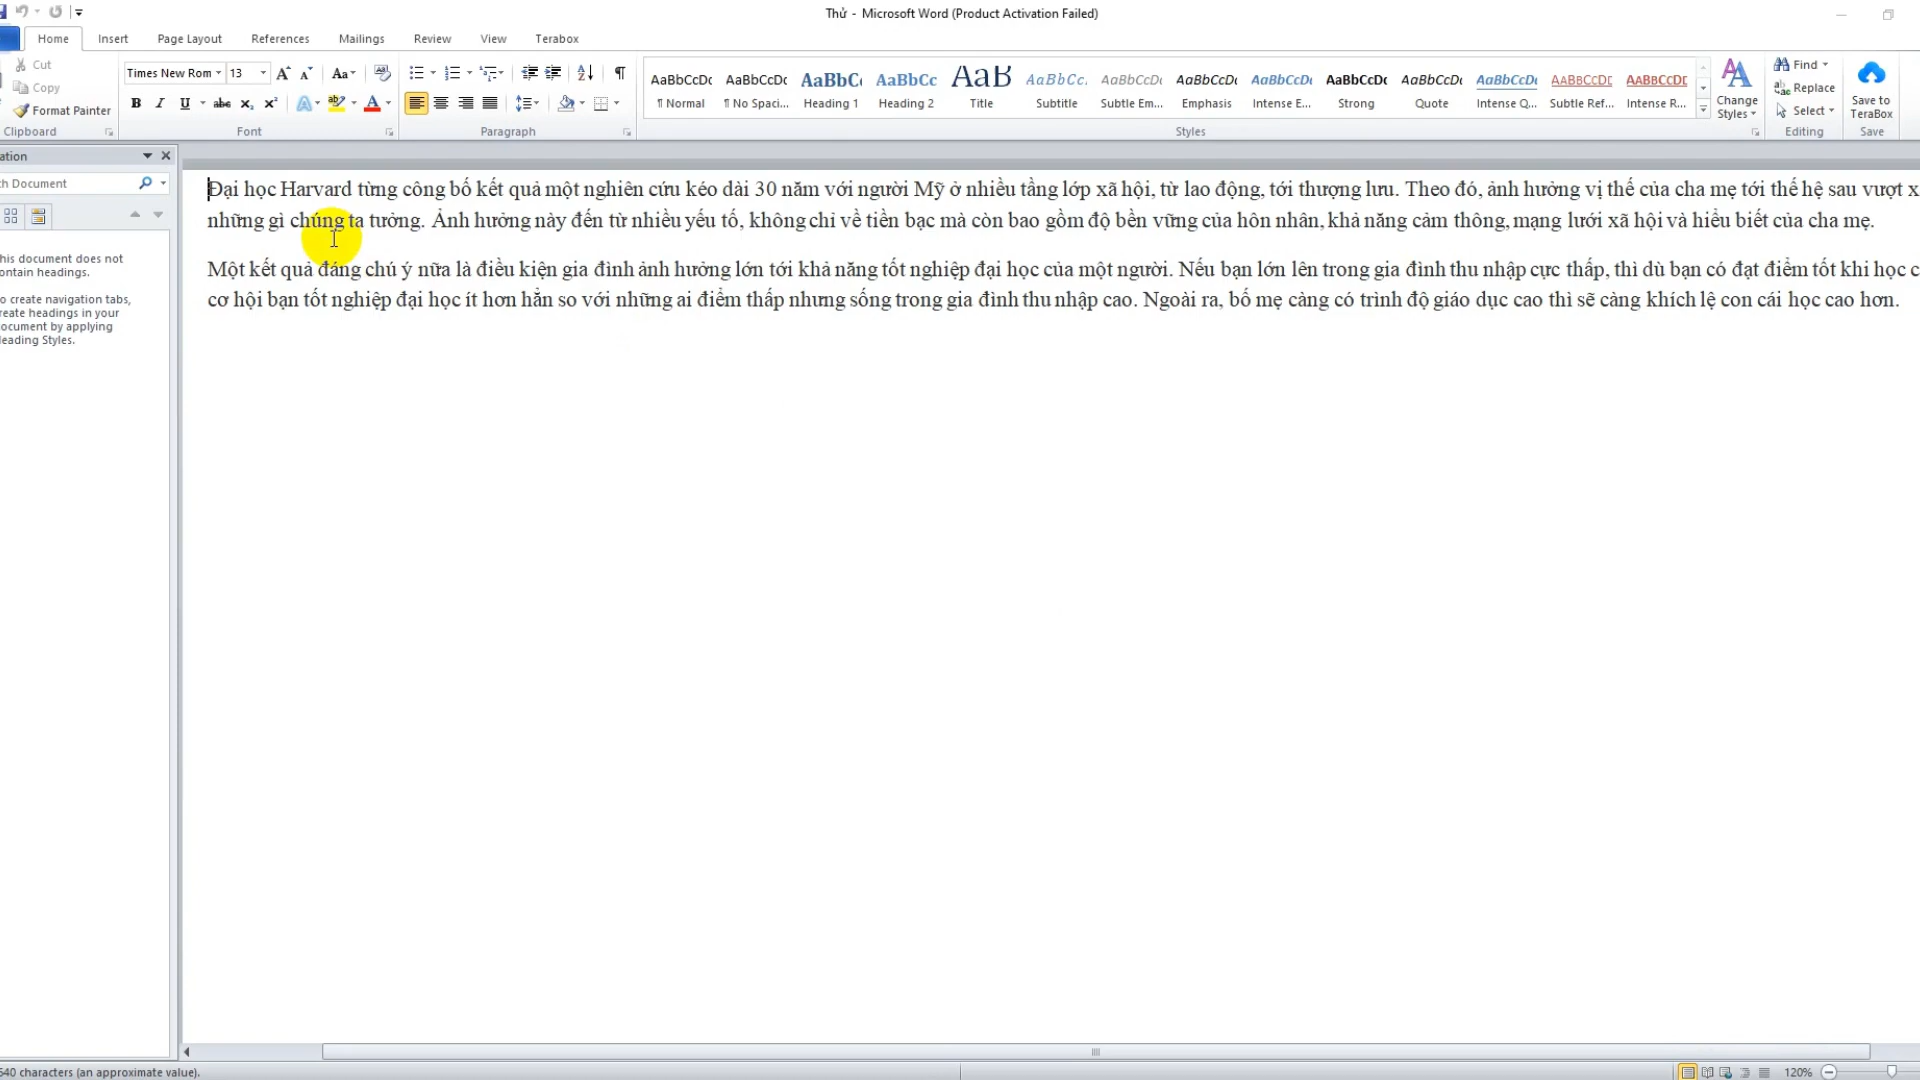 Thử - Microsoft Word (Product Activation Failed)
Home Insert Page Layout References Mailings Review View Terabox
Cut
Copy
Format Painter
Clipboard
Times New Rom 13
Font
Paragraph
AaBbCcDc AaBbCcDc AaBbC AaBbCc AaB AaBbCc. AaBbCcDc AaBbCcDc AaBbCcDc AaBbCcDc AaBbCcDc AaBbCcDc AABBCCDC AABBCCDC
¶ Normal ¶ No Spaci... Heading 1 Heading 2 Title Subtitle Subtle Em... Emphasis Intense E... Strong Quote Intense Q... Subtle Ref... Intense R...
Styles
Change Styles
Find
Replace
Select
Editing
Save to TeraBox
Save
ation
ch Document
his document does not
ontain headings.
o create navigation tabs,
reate headings in your
ocument by applying
eading Styles.
Đại học Harvard từng công bố kết quả một nghiên cứu kéo dài 30 năm với người Mỹ ở nhiều tầng lớp xã hội, từ lao động, tới thượng lưu. Theo đó, ảnh hưởng vị thế của cha mẹ tới thế hệ sau vượt x
những gì chúng ta tưởng. Ảnh hưởng này đến từ nhiều yếu tố, không chỉ về tiền bạc mà còn bao gồm độ bền vững của hôn nhân, khả năng cảm thông, mạng lưới xã hội và hiểu biết của cha mẹ.
Một kết quả đáng chú ý nữa là điều kiện gia đình ảnh hưởng lớn tới khả năng tốt nghiệp đại học của một người. Nếu bạn lớn lên trong gia đình thu nhập cực thấp, thì dù bạn có đạt điểm tốt khi học c
cơ hội bạn tốt nghiệp đại học ít hơn hẳn so với những ai điểm thấp nhưng sống trong gia đình thu nhập cao. Ngoài ra, bố mẹ càng có trình độ giáo dục cao thì sẽ càng khích lệ con cái học cao hơn.
540 characters (an approximate value).
120%